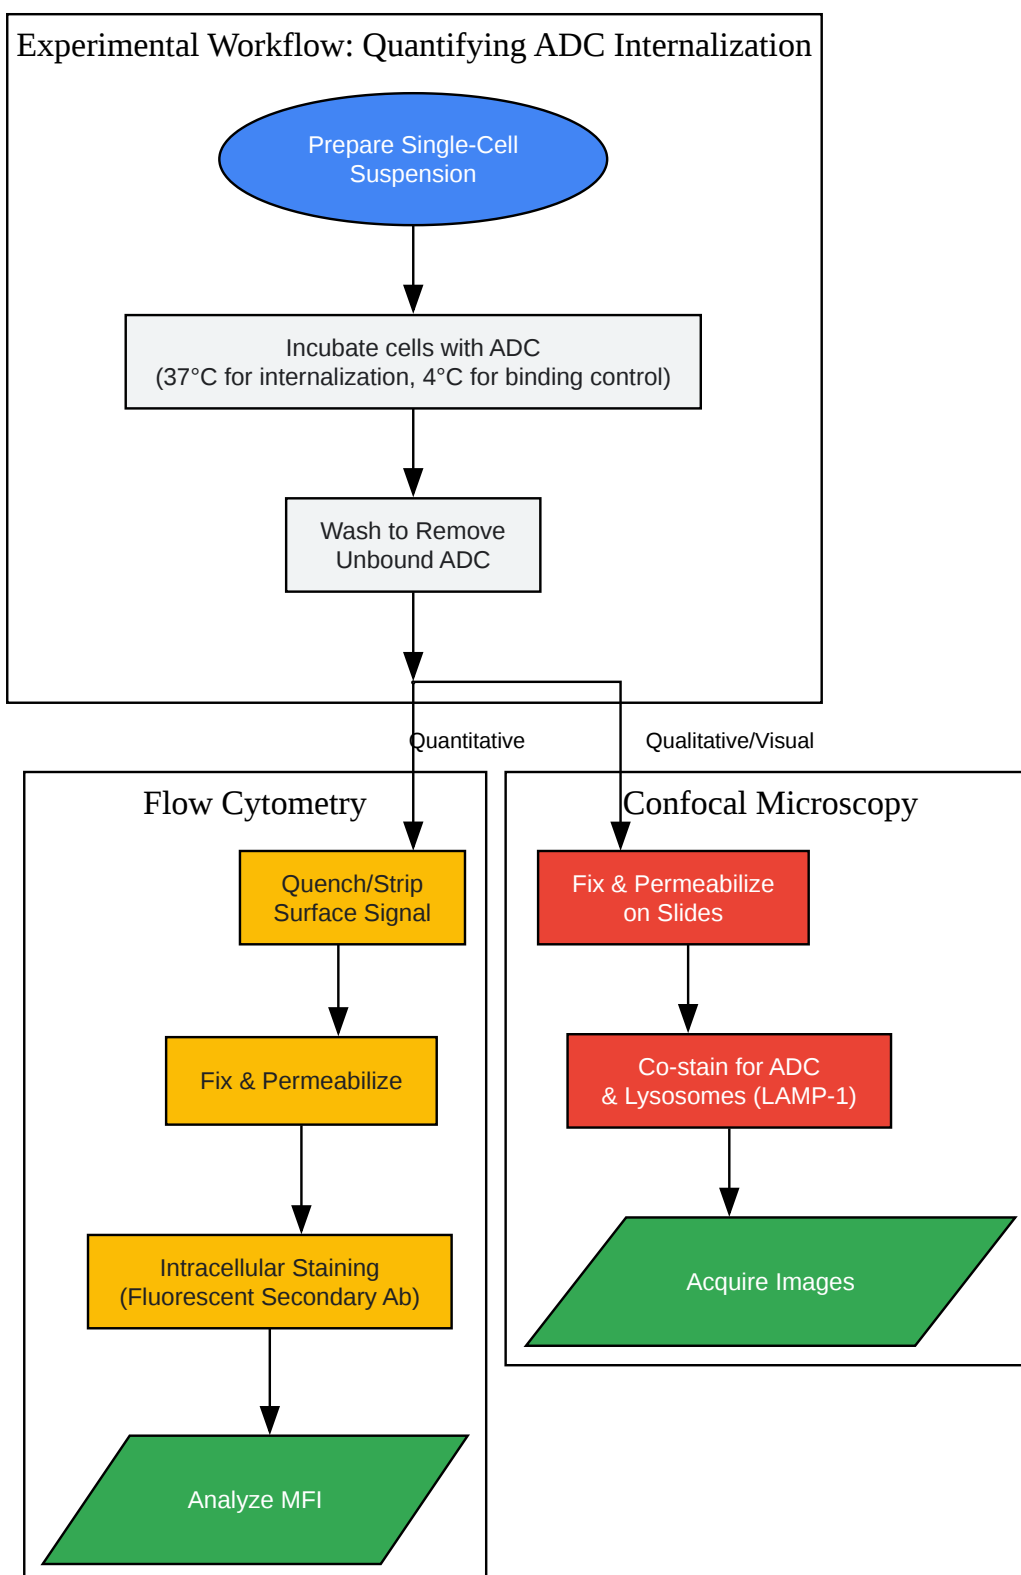 Experimental Workflow: Quantifying ADC Internalization
Prepare Single-Cell
Suspension
Incubate cells with ADC
(37°C for internalization, 4°C for binding control)
Wash to Remove
Unbound ADC
Quantitative
Qualitative/Visual
Flow Cytometry
Quench/Strip
Surface Signal
Fix & Permeabilize
Intracellular Staining
(Fluorescent Secondary Ab)
Analyze MFI
Confocal Microscopy
Fix & Permeabilize
on Slides
Co-stain for ADC
& Lysosomes (LAMP-1)
Acquire Images